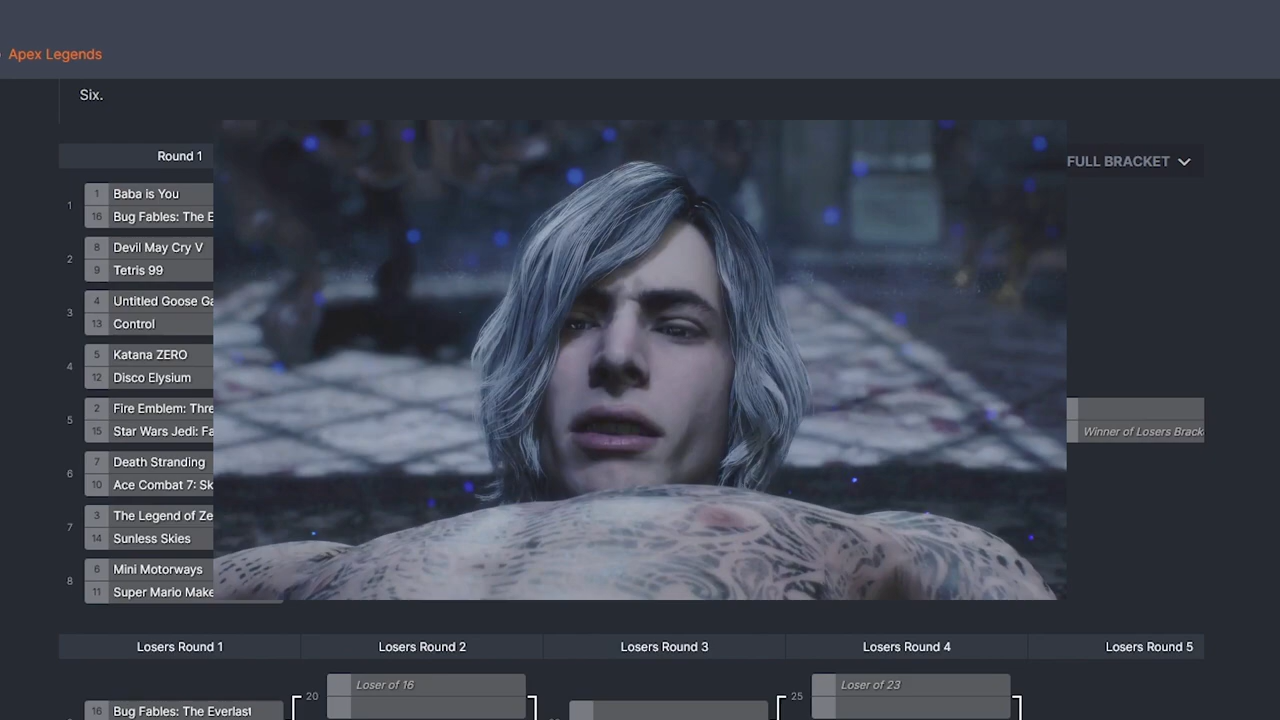 Apex Legends
Six.
Round 1
FULL BRACKET
1
1 Baba is You
16 Bug Fables: The E
2
8 Devil May Cry V
9 Tetris 99
3
4 Untitled Goose Ga
13 Control
4
5 Katana ZERO
12 Disco Elysium
5
2 Fire Emblem: Thre
15 Star Wars Jedi: Fa
Winner of Losers Brack
6
7 Death Stranding
10 Ace Combat 7: Sk
7
3 The Legend of Ze
14 Sunless Skies
8
6 Mini Motorways
11 Super Mario Make
Losers Round 1
Losers Round 2
Losers Round 3
Losers Round 4
Losers Round 5
20
Loser of 16
25
Loser of 23
16 Bug Fables: The Everlast